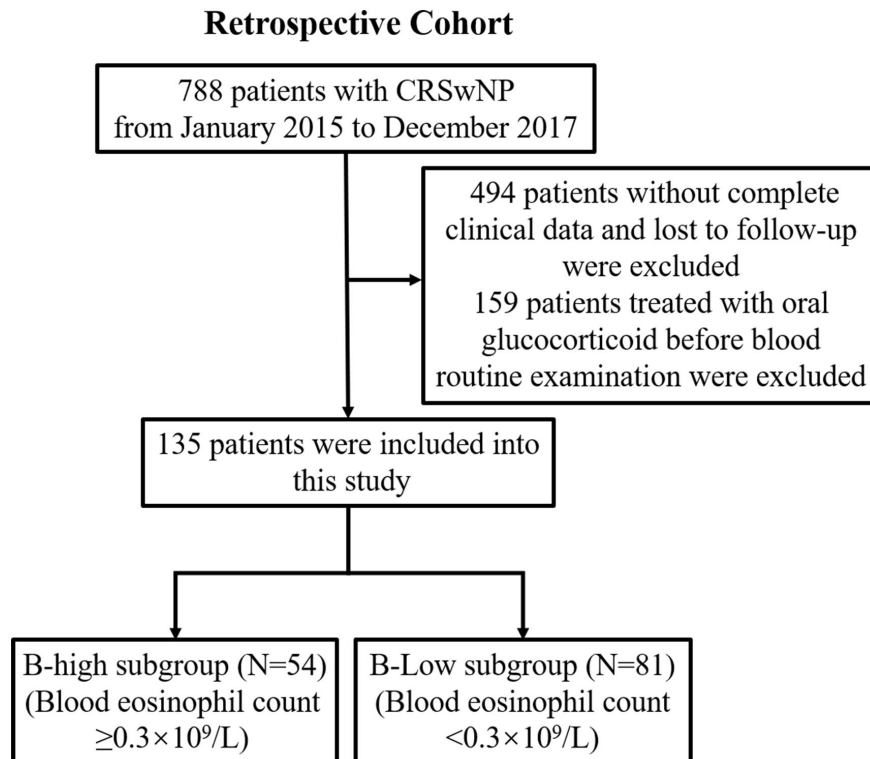 Retrospective Cohort
788 patients with CRSwNP
from January 2015 to December 2017
494 patients without complete
clinical data and lost to follow-up
were excluded
159 patients treated with oral
glucocorticoid before blood
routine examination were excluded
135 patients were included into
this study
B-high subgroup (N=54)
(Blood eosinophil count
≥0.3×10⁹/L)
B-Low subgroup (N=81)
(Blood eosinophil count
<0.3×10⁹/L)